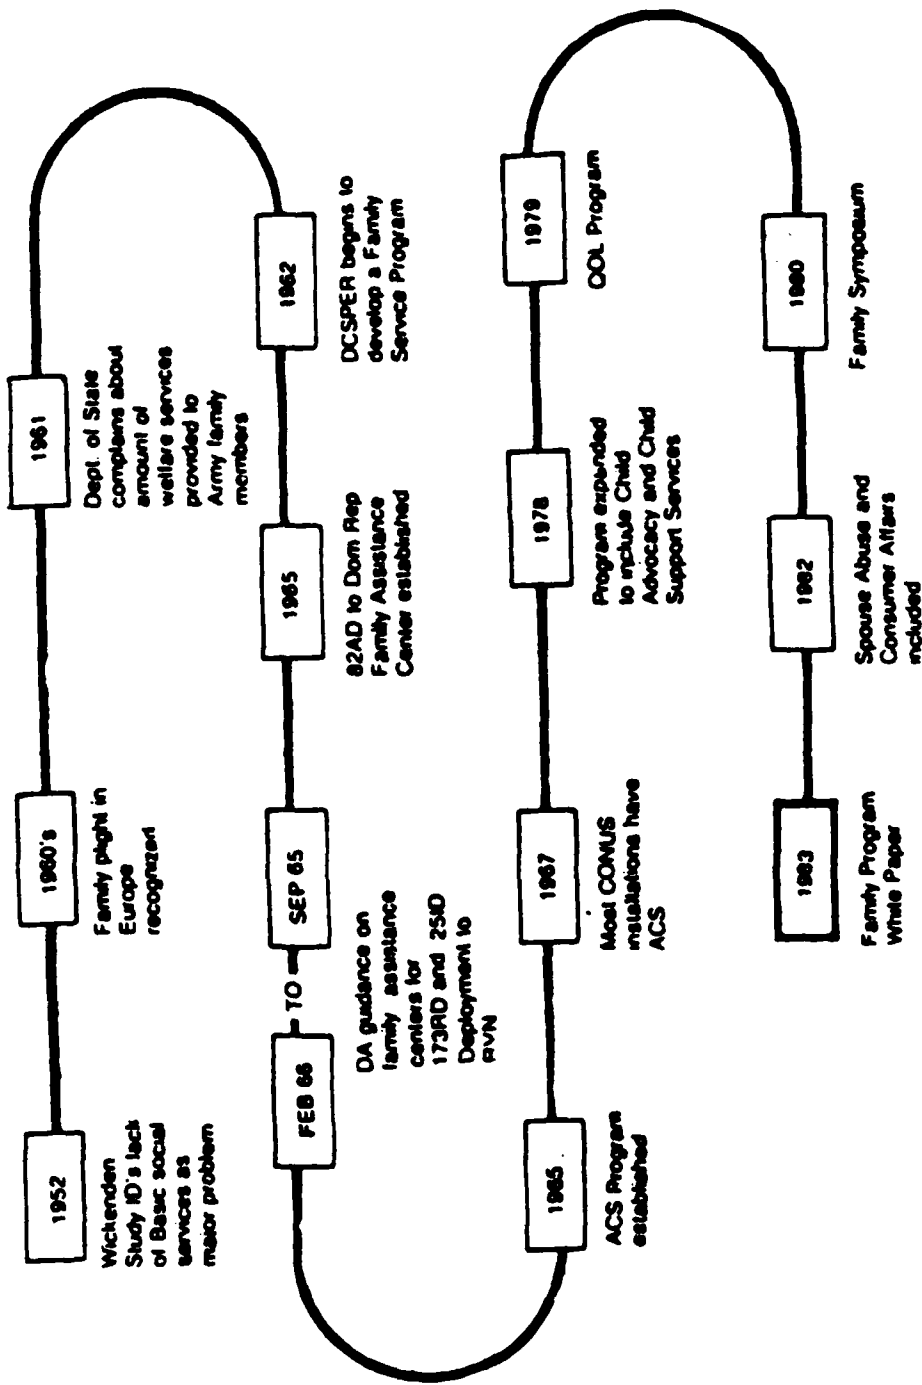 1952
Wickenden
Study ID's lack
of Basic social
services as
major problem
1960's
Family plight in
Europe
recognized
1961
Dept. of State
complains about
amount of
welfare services
provided to
Army family
members
1962
DCSPER begins to
develop a Family
Service Program
1965
82AD to Dom Rep
Family Assistance
Center established
FEB 66 TO SEP 65
DA guidance on
family assistance
centers for
173RD and 25ID
Deployment to
RVN
1965
ACS Program
established
1967
Most CONUS
installations have
ACS
1978
Program expanded
to include Child
Advocacy and Child
Support Services
1979
QOL Program
1980
Family Symposium
1982
Spouse Abuse and
Consumer Affairs
included
1983
Family Program
White Paper